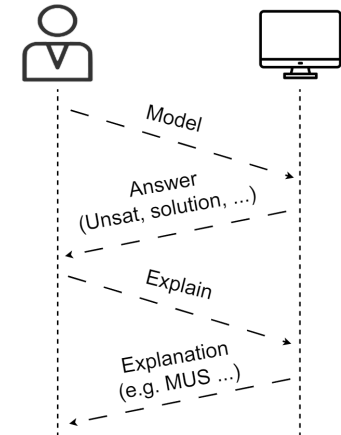 Model
Answer
(Unsat, solution, ...)
Explain
Explanation
(e.g. MUS ...)